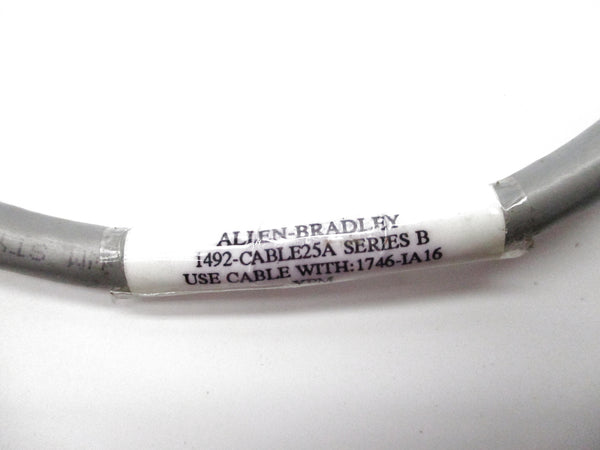 ALLEN-BRADLEY
1492-CABLE25A SERIES B
USE CABLE WITH:1746-IA16